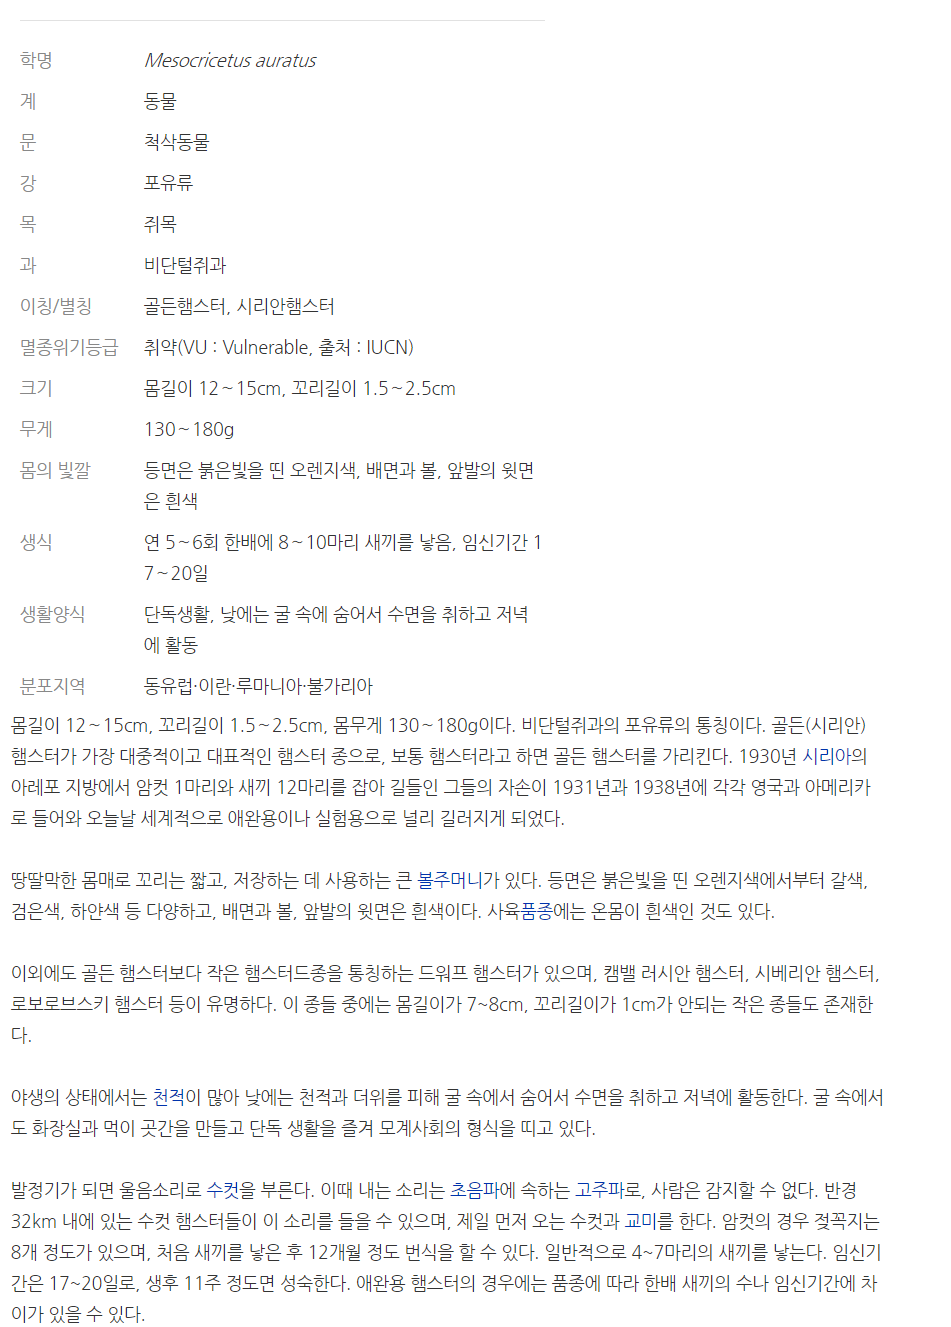 학명 Mesocricetus auratus
계 동물
문 척삭동물
강 포유류
목 쥐목
과 비단털쥐과
이칭/별칭 골든햄스터, 시리안햄스터
멸종위기등급 취약(VU : Vulnerable, 출처 : IUCN)
크기 몸길이 12~15cm, 꼬리길이 1.5~2.5cm
무게 130~180g
몸의 빛깔 등면은 붉은빛을 띤 오렌지색, 배면과 볼, 앞발의 윗면
은 흰색
생식 연 5~6회 한배에 8~10마리 새끼를 낳음, 임신기간 1
7~20일
생활양식 단독생활, 낮에는 굴 속에 숨어서 수면을 취하고 저녁
에 활동
분포지역 동유럽·이란·루마니아·불가리아
몸길이 12~15cm, 꼬리길이 1.5~2.5cm, 몸무게 130~180g이다. 비단털쥐과의 포유류의 통칭이다. 골든(시리안)
햄스터가 가장 대중적이고 대표적인 햄스터 종으로, 보통 햄스터라고 하면 골든 햄스터를 가리킨다. 1930년 시리아의
아레포 지방에서 암컷 1마리와 새끼 12마리를 잡아 길들인 그들의 자손이 1931년과 1938년에 각각 영국과 아메리카
로 들어와 오늘날 세계적으로 애완용이나 실험용으로 널리 길러지게 되었다.
땅딸막한 몸매로 꼬리는 짧고, 저장하는 데 사용하는 큰 볼주머니가 있다. 등면은 붉은빛을 띤 오렌지색에서부터 갈색,
검은색, 하얀색 등 다양하고, 배면과 볼, 앞발의 윗면은 흰색이다. 사육품종에는 온몸이 흰색인 것도 있다.
이외에도 골든 햄스터보다 작은 햄스터드종을 통칭하는 드워프 햄스터가 있으며, 캠밸 러시안 햄스터, 시베리안 햄스터,
로보로브스키 햄스터 등이 유명하다. 이 종들 중에는 몸길이가 7~8cm, 꼬리길이가 1cm가 안되는 작은 종들도 존재한
다.
야생의 상태에서는 천적이 많아 낮에는 천적과 더위를 피해 굴 속에서 숨어서 수면을 취하고 저녁에 활동한다. 굴 속에서
도 화장실과 먹이 곳간을 만들고 단독 생활을 즐겨 모계사회의 형식을 띠고 있다.
발정기가 되면 울음소리로 수컷을 부른다. 이때 내는 소리는 초음파에 속하는 고주파로, 사람은 감지할 수 없다. 반경
32km 내에 있는 수컷 햄스터들이 이 소리를 들을 수 있으며, 제일 먼저 오는 수컷과 교미를 한다. 암컷의 경우 젖꼭지는
8개 정도가 있으며, 처음 새끼를 낳은 후 12개월 정도 번식을 할 수 있다. 일반적으로 4~7마리의 새끼를 낳는다. 임신기
간은 17~20일로, 생후 11주 정도면 성숙한다. 애완용 햄스터의 경우에는 품종에 따라 한배 새끼의 수나 임신기간에 차
이가 있을 수 있다.